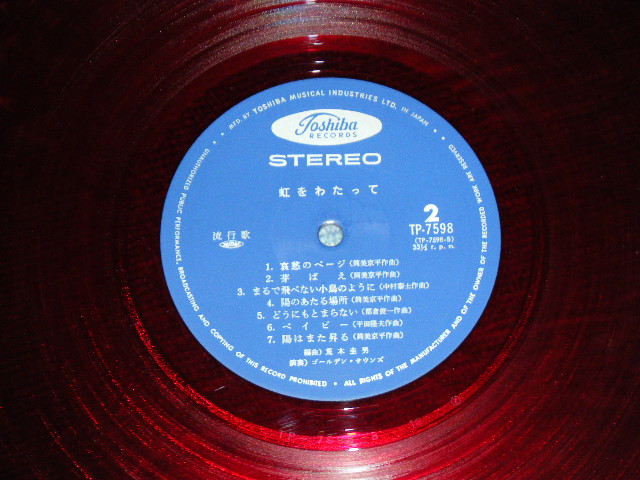 MFD. BY TOSHIBA MUSICAL INDUSTRIES LTD. IN JAPAN
Toshiba
RECORDS
STEREO
虹をわたって
流行歌
2
TP-7598
(TP-7598-B)
33⅓ r. p. m.
1. 哀愁のページ (筒美京平作曲)
2. 芽ばえ (筒美京平作曲)
3. まるで飛べない小鳥のように (中村泰士作曲)
4. 陽のあたる場所 (筒美京平作曲)
5. どうにもとまらない (都倉俊一作曲)
6. ベイビー (平田隆夫作曲)
7. 陽はまた昇る (筒美京平作曲)
編曲) 荒木圭男
演奏) ゴールデン・サウンズ
UNAUTHORIZED PUBLIC PERFORMANCE, BROADCASTING AND COPYING OF THIS RECORD PROHIBITED • ALL RIGHTS OF THE MANUFACTURER AND OF THE OWNER OF THE RECORDED WORK ARE RESERVED